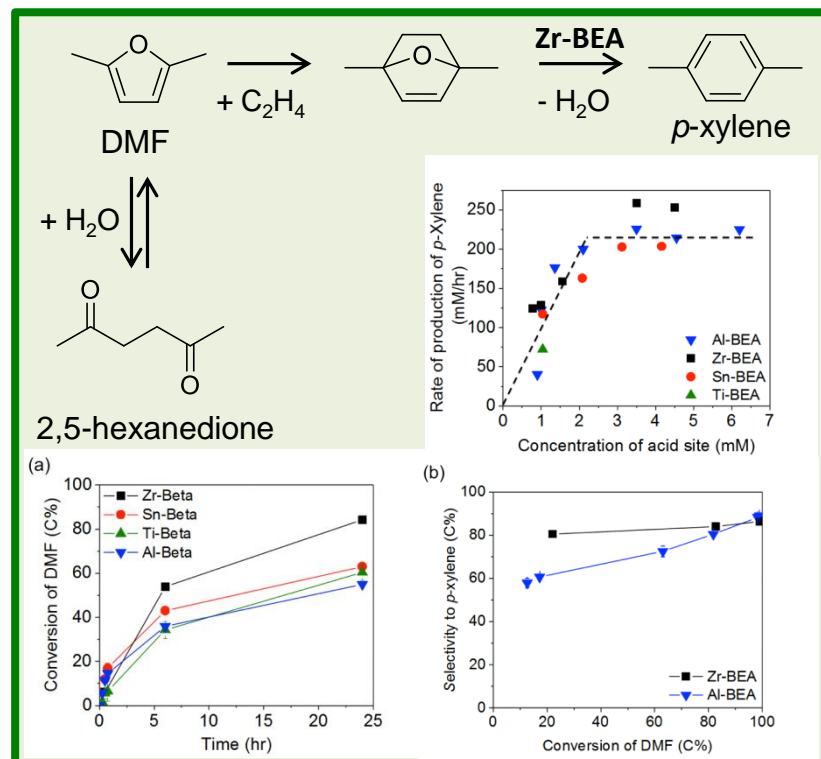 O
O
Zr-BEA
+ C₂H₄
- H₂O
DMF
p-xylene
+ H₂O
O
O
2,5-hexanedione
Rate of production of p-Xylene
(mM/hr)
250
200
150
100
50
0
0 1 2 3 4 5 6 7
Al-BEA
Zr-BEA
Sn-BEA
Ti-BEA
Concentration of acid site (mM)
(a)
Conversion of DMF (C%)
100
80
60
40
20
0
0 5 10 15 20 25
Zr-Beta
Sn-Beta
Ti-Beta
Al-Beta
Time (hr)
(b)
Selectivity to p-xylene (C%)
100
80
60
40
20
0
0 20 40 60 80 100
Zr-BEA
Al-BEA
Conversion of DMF (C%)